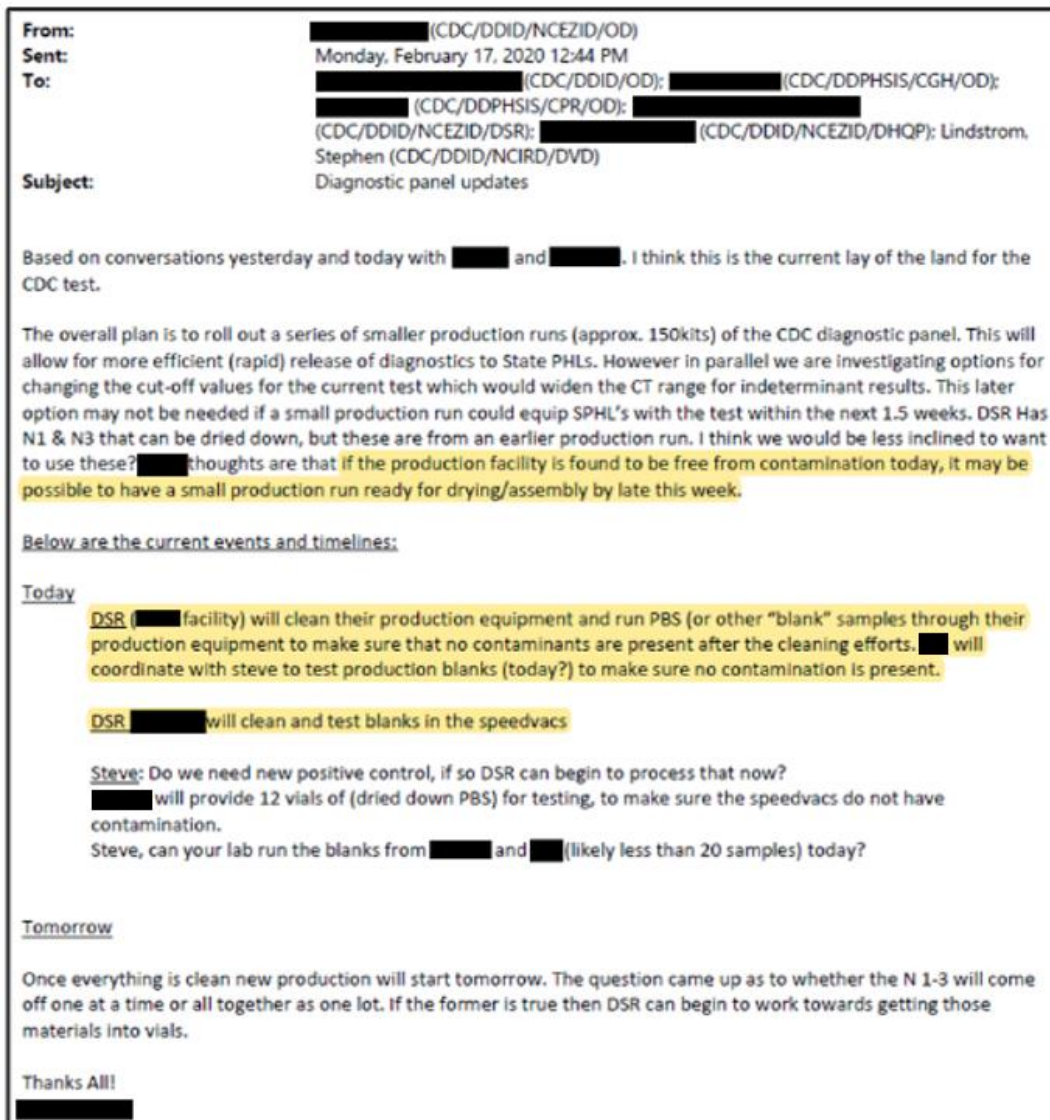 From: (CDC/DDID/NCEZID/OD)
Sent: Monday, February 17, 2020 12:44 PM
To: (CDC/DDID/OD); (CDC/DDPHSIS/CGH/OD);
(CDC/DDPHSIS/CPR/OD);
(CDC/DDID/NCEZID/DSR); (CDC/DDID/NCEZID/DHQP); Lindstrom,
Stephen (CDC/DDID/NCIRD/DVD)
Subject: Diagnostic panel updates
Based on conversations yesterday and today with and . I think this is the current lay of the land for the
CDC test.
The overall plan is to roll out a series of smaller production runs (approx. 150kits) of the CDC diagnostic panel. This will
allow for more efficient (rapid) release of diagnostics to State PHLs. However in parallel we are investigating options for
changing the cut-off values for the current test which would widen the CT range for indeterminant results. This later
option may not be needed if a small production run could equip SPHL's with the test within the next 1.5 weeks. DSR Has
N1 & N3 that can be dried down, but these are from an earlier production run. I think we would be less inclined to want
to use these? thoughts are that if the production facility is found to be free from contamination today, it may be
possible to have a small production run ready for drying/assembly by late this week.
Below are the current events and timelines:
Today
DSR ( facility) will clean their production equipment and run PBS (or other "blank" samples through their
production equipment to make sure that no contaminants are present after the cleaning efforts. will
coordinate with steve to test production blanks (today?) to make sure no contamination is present.
DSR will clean and test blanks in the speedvacs
Steve: Do we need new positive control, if so DSR can begin to process that now?
will provide 12 vials of (dried down PBS) for testing, to make sure the speedvacs do not have
contamination.
Steve, can your lab run the blanks from and (likely less than 20 samples) today?
Tomorrow
Once everything is clean new production will start tomorrow. The question came up as to whether the N 1-3 will come
off one at a time or all together as one lot. If the former is true then DSR can begin to work towards getting those
materials into vials.
Thanks All!